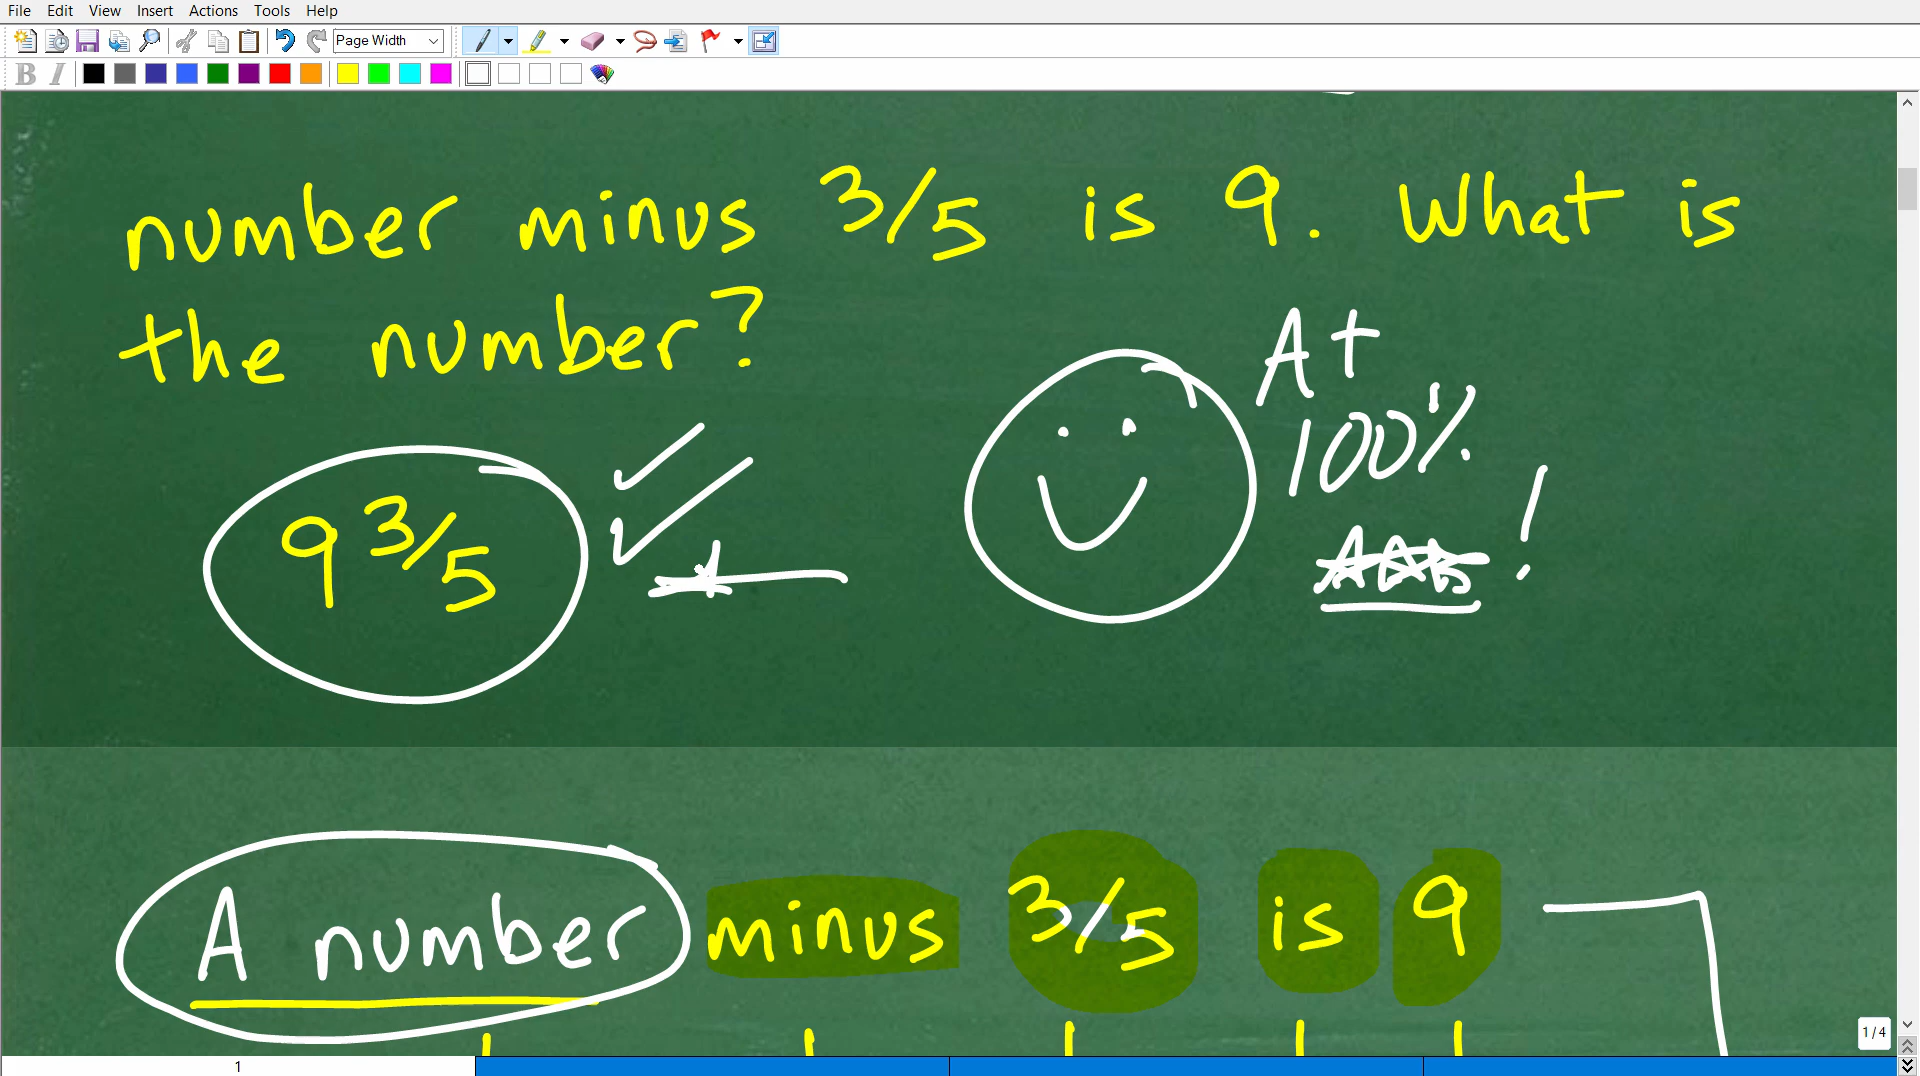 File Edit View Insert Actions Tools Help
Page Width
B I
number minus 3/5 is 9. What is
the number?
A+
100%
9 3/5
!
A number minus 3/5 is 9
1/4
1